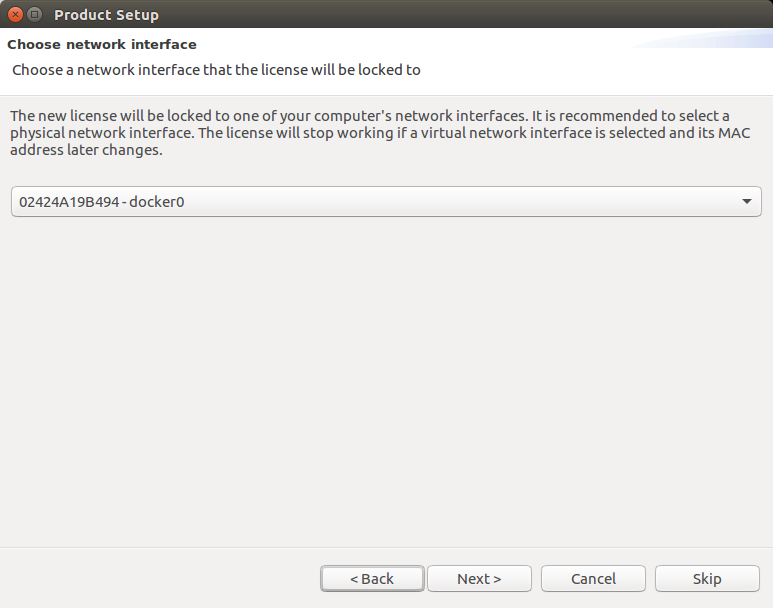 Product Setup
Choose network interface
Choose a network interface that the license will be locked to
The new license will be locked to one of your computer's network interfaces. It is recommended to select a
physical network interface. The license will stop working if a virtual network interface is selected and its MAC
address later changes.
02424A19B494 - docker0
< Back
Next >
Cancel
Skip